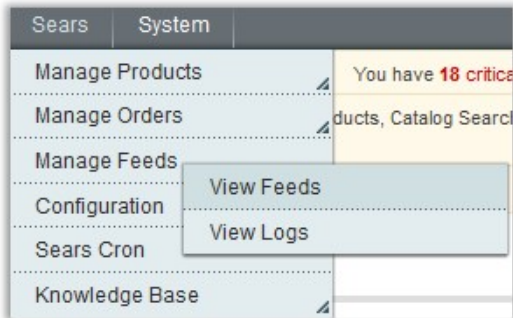 Sears System
Manage Products
You have 18 critica
Manage Orders
ducts, Catalog Searc
Manage Feeds
View Feeds
Configuration
View Logs
Sears Cron
Knowledge Base